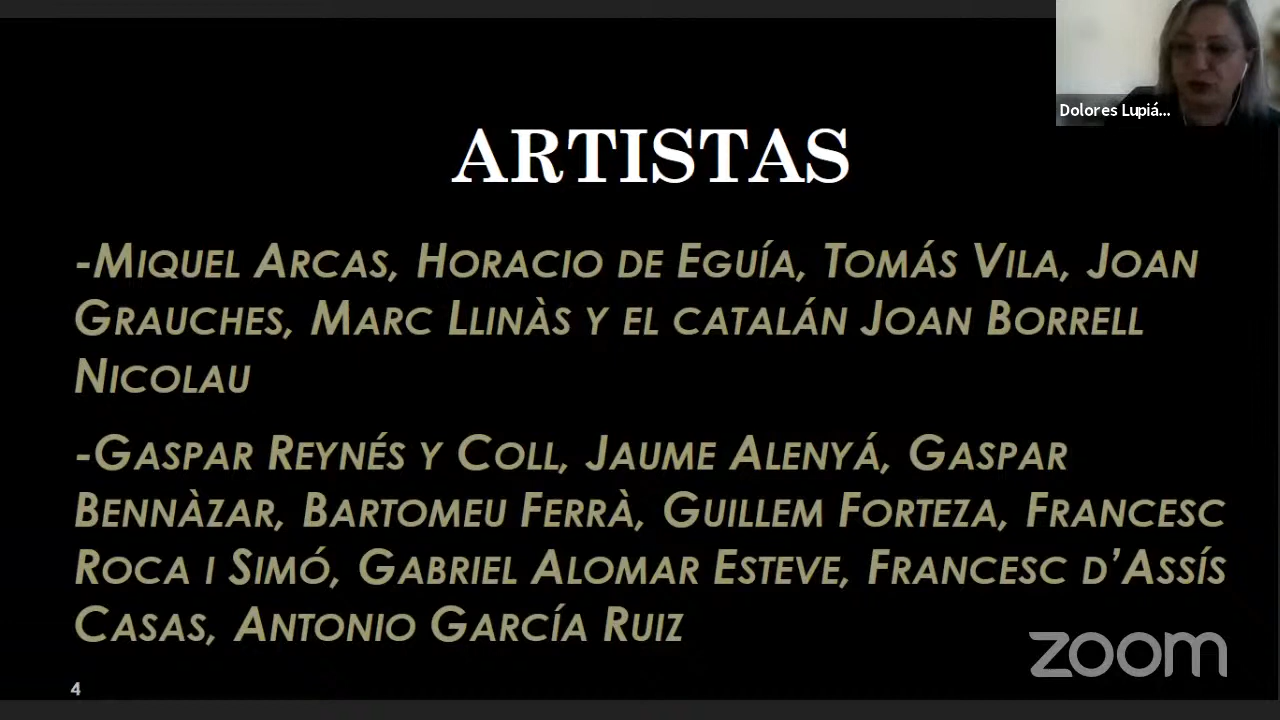 Dolores Lupiá...
ARTISTAS
-Miquel Arcas, Horacio de Eguía, Tomás Vila, Joan
Grauches, Marc Llinàs y el catalán Joan Borrell
Nicolau
-Gaspar Reynés y Coll, Jaume Alenyá, Gaspar
Bennàzar, Bartomeu Ferrà, Guillem Forteza, Francesc
Roca i Simó, Gabriel Alomar Esteve, Francesc d’Assís
Casas, Antonio García Ruiz
zoom
4